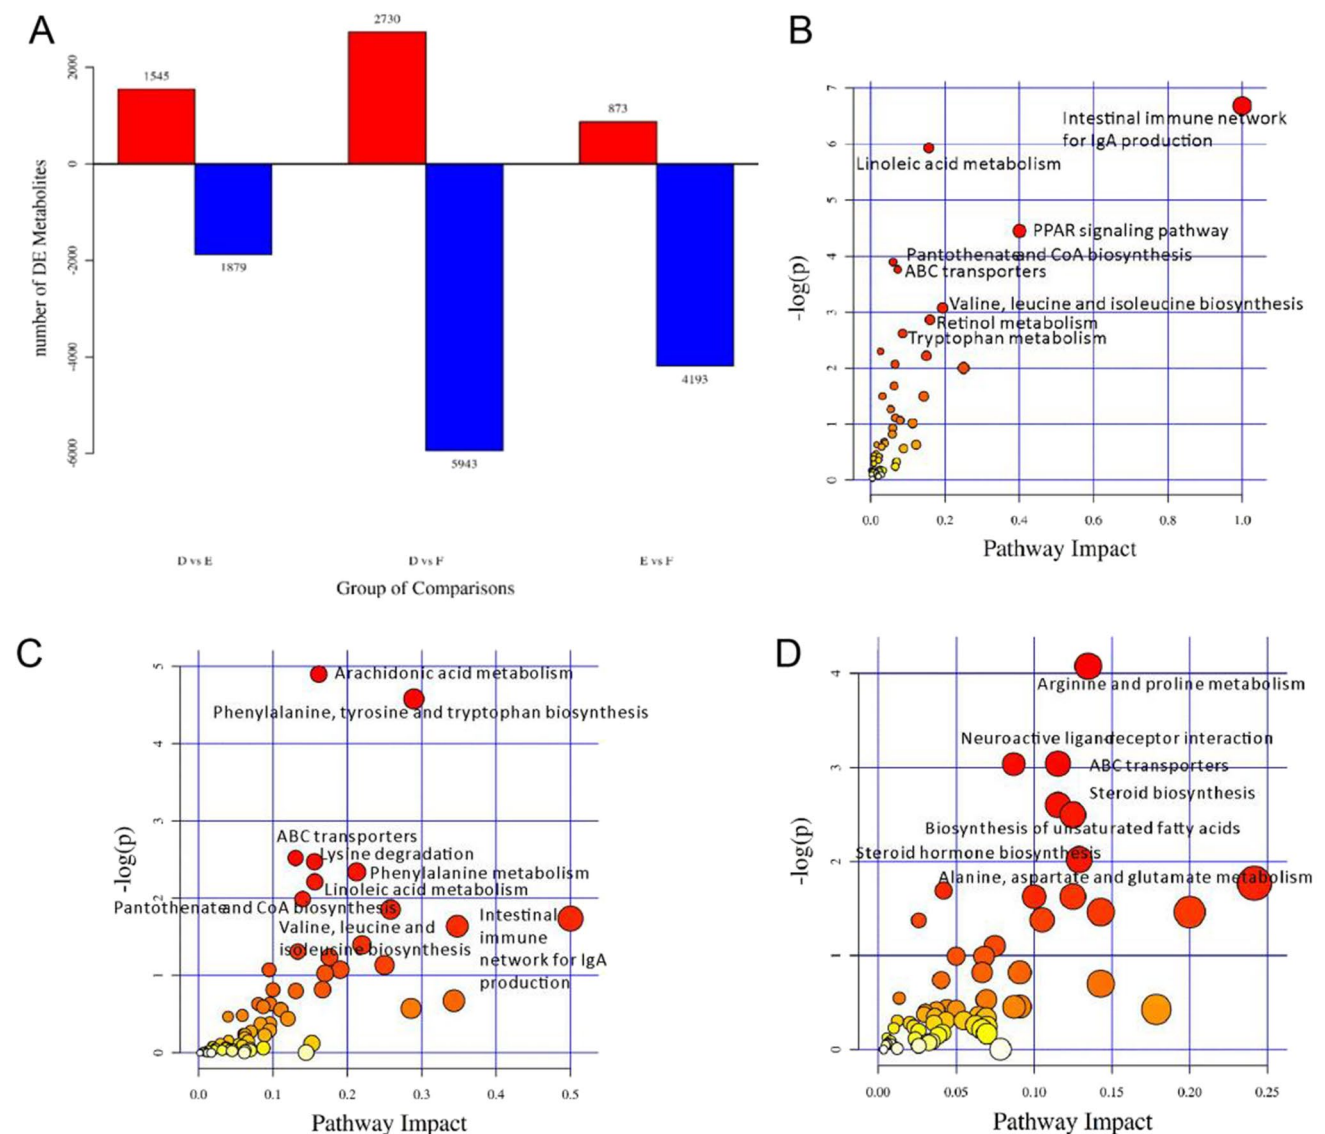 A
2730
1545
873
2000
0
-2000
-4000
-6000
number of DE Metabolites
1879
4193
5943
D vs E
D vs F
E vs F
Group of Comparisons
B
7
6
5
4
3
2
1
0
-log(p)
Intestinal immune network
for IgA production
Linoleic acid metabolism
PPAR signaling pathway
Pantothenate and CoA biosynthesis
ABC transporters
Valine, leucine and isoleucine biosynthesis
Retinol metabolism
Tryptophan metabolism
0.0 0.2 0.4 0.6 0.8 1.0
Pathway Impact
C
5
4
3
2
1
0
-log(p)
Arachidonic acid metabolism
Phenylalanine, tyrosine and tryptophan biosynthesis
ABC transporters
Lysine degradation
Phenylalanine metabolism
Linoleic acid metabolism
Pantothenate and CoA biosynthesis
Valine, leucine and
isoleucine biosynthesis
Intestinal
immune
network for IgA
production
0.0 0.1 0.2 0.3 0.4 0.5
Pathway Impact
D
4
3
2
1
0
-log(p)
Arginine and proline metabolism
Neuroactive ligand-receptor interaction
ABC transporters
Steroid biosynthesis
Biosynthesis of unsaturated fatty acids
Steroid hormone biosynthesis
Alanine, aspartate and glutamate metabolism
0.00 0.05 0.10 0.15 0.20 0.25
Pathway Impact